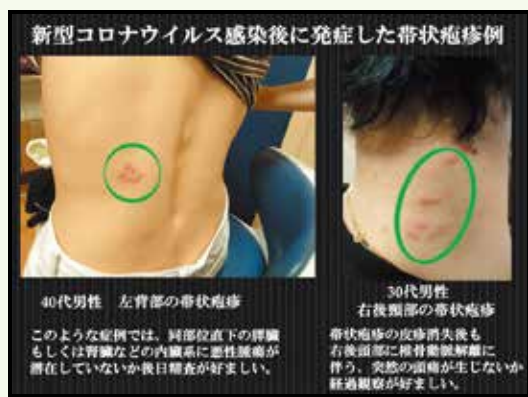 新型コロナウイルス感染後に発症した帯状疱疹例
40代男性 左背部の帯状疱疹
このような症例では、同部位直下の膵臓
もしくは腎臓などの内臓系に悪性腫瘍が
潜在していないか後日精査が好ましい。
30代男性
右後頸部の帯状疱疹
帯状疱疹の皮疹消失後も
右後頭部に椎骨動脈解離に
伴う、突然の頭痛が生じないか
経過観察が好ましい。